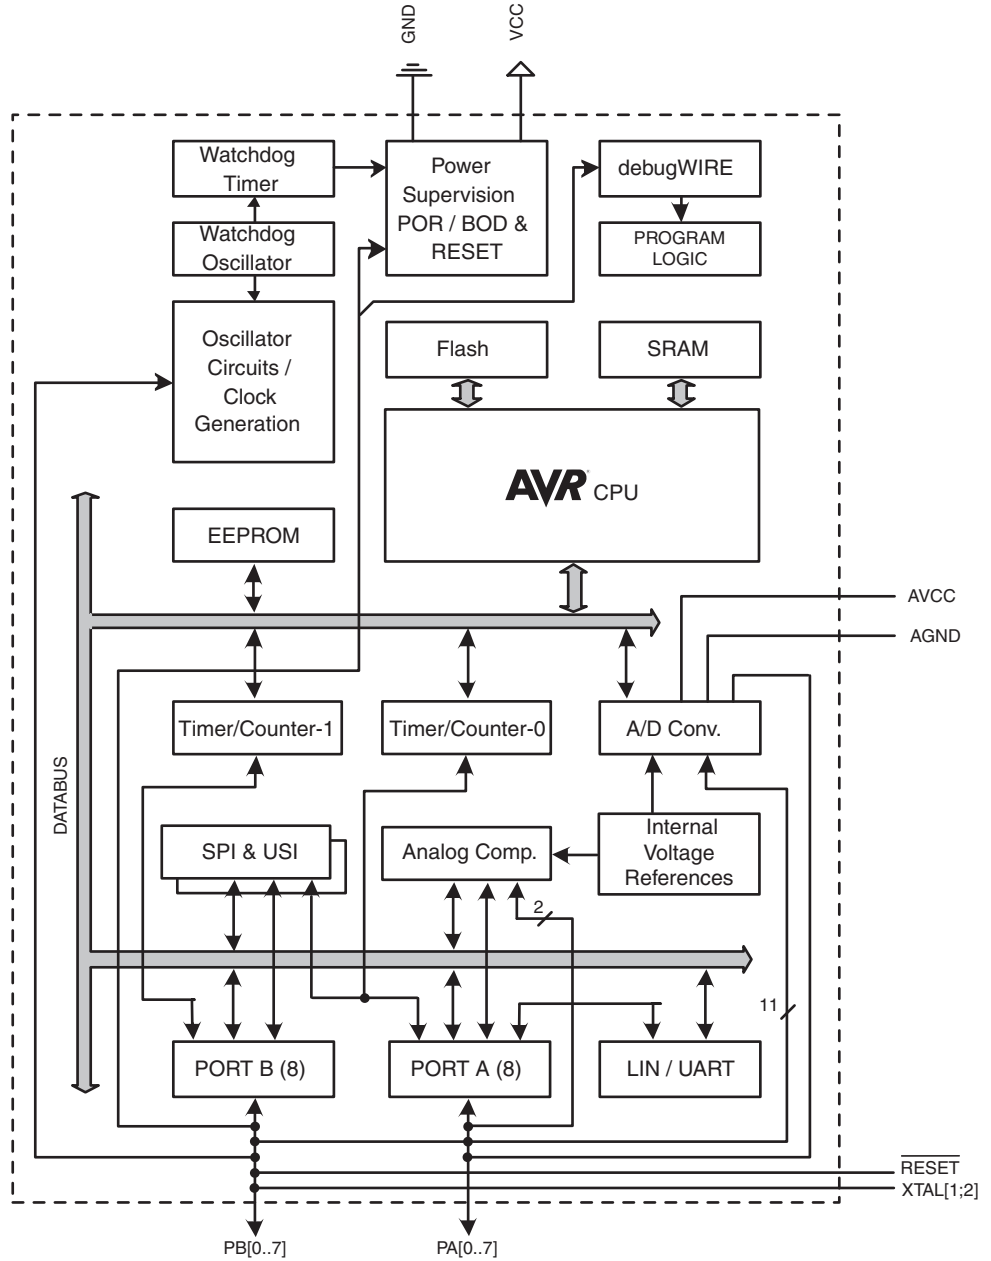 GND
VCC
Watchdog
Timer
Power
Supervision
POR / BOD &
RESET
debugWIRE
Watchdog
Oscillator
PROGRAM
LOGIC
Oscillator
Circuits /
Clock
Generation
Flash
SRAM
AVR CPU
EEPROM
AVCC
AGND
Timer/Counter-1
Timer/Counter-0
A/D Conv.
DATABUS
SPI & USI
Analog Comp.
Internal
Voltage
References
2
11
PORT B (8)
PORT A (8)
LIN / UART
RESET
XTAL[1;2]
PB[0..7]
PA[0..7]